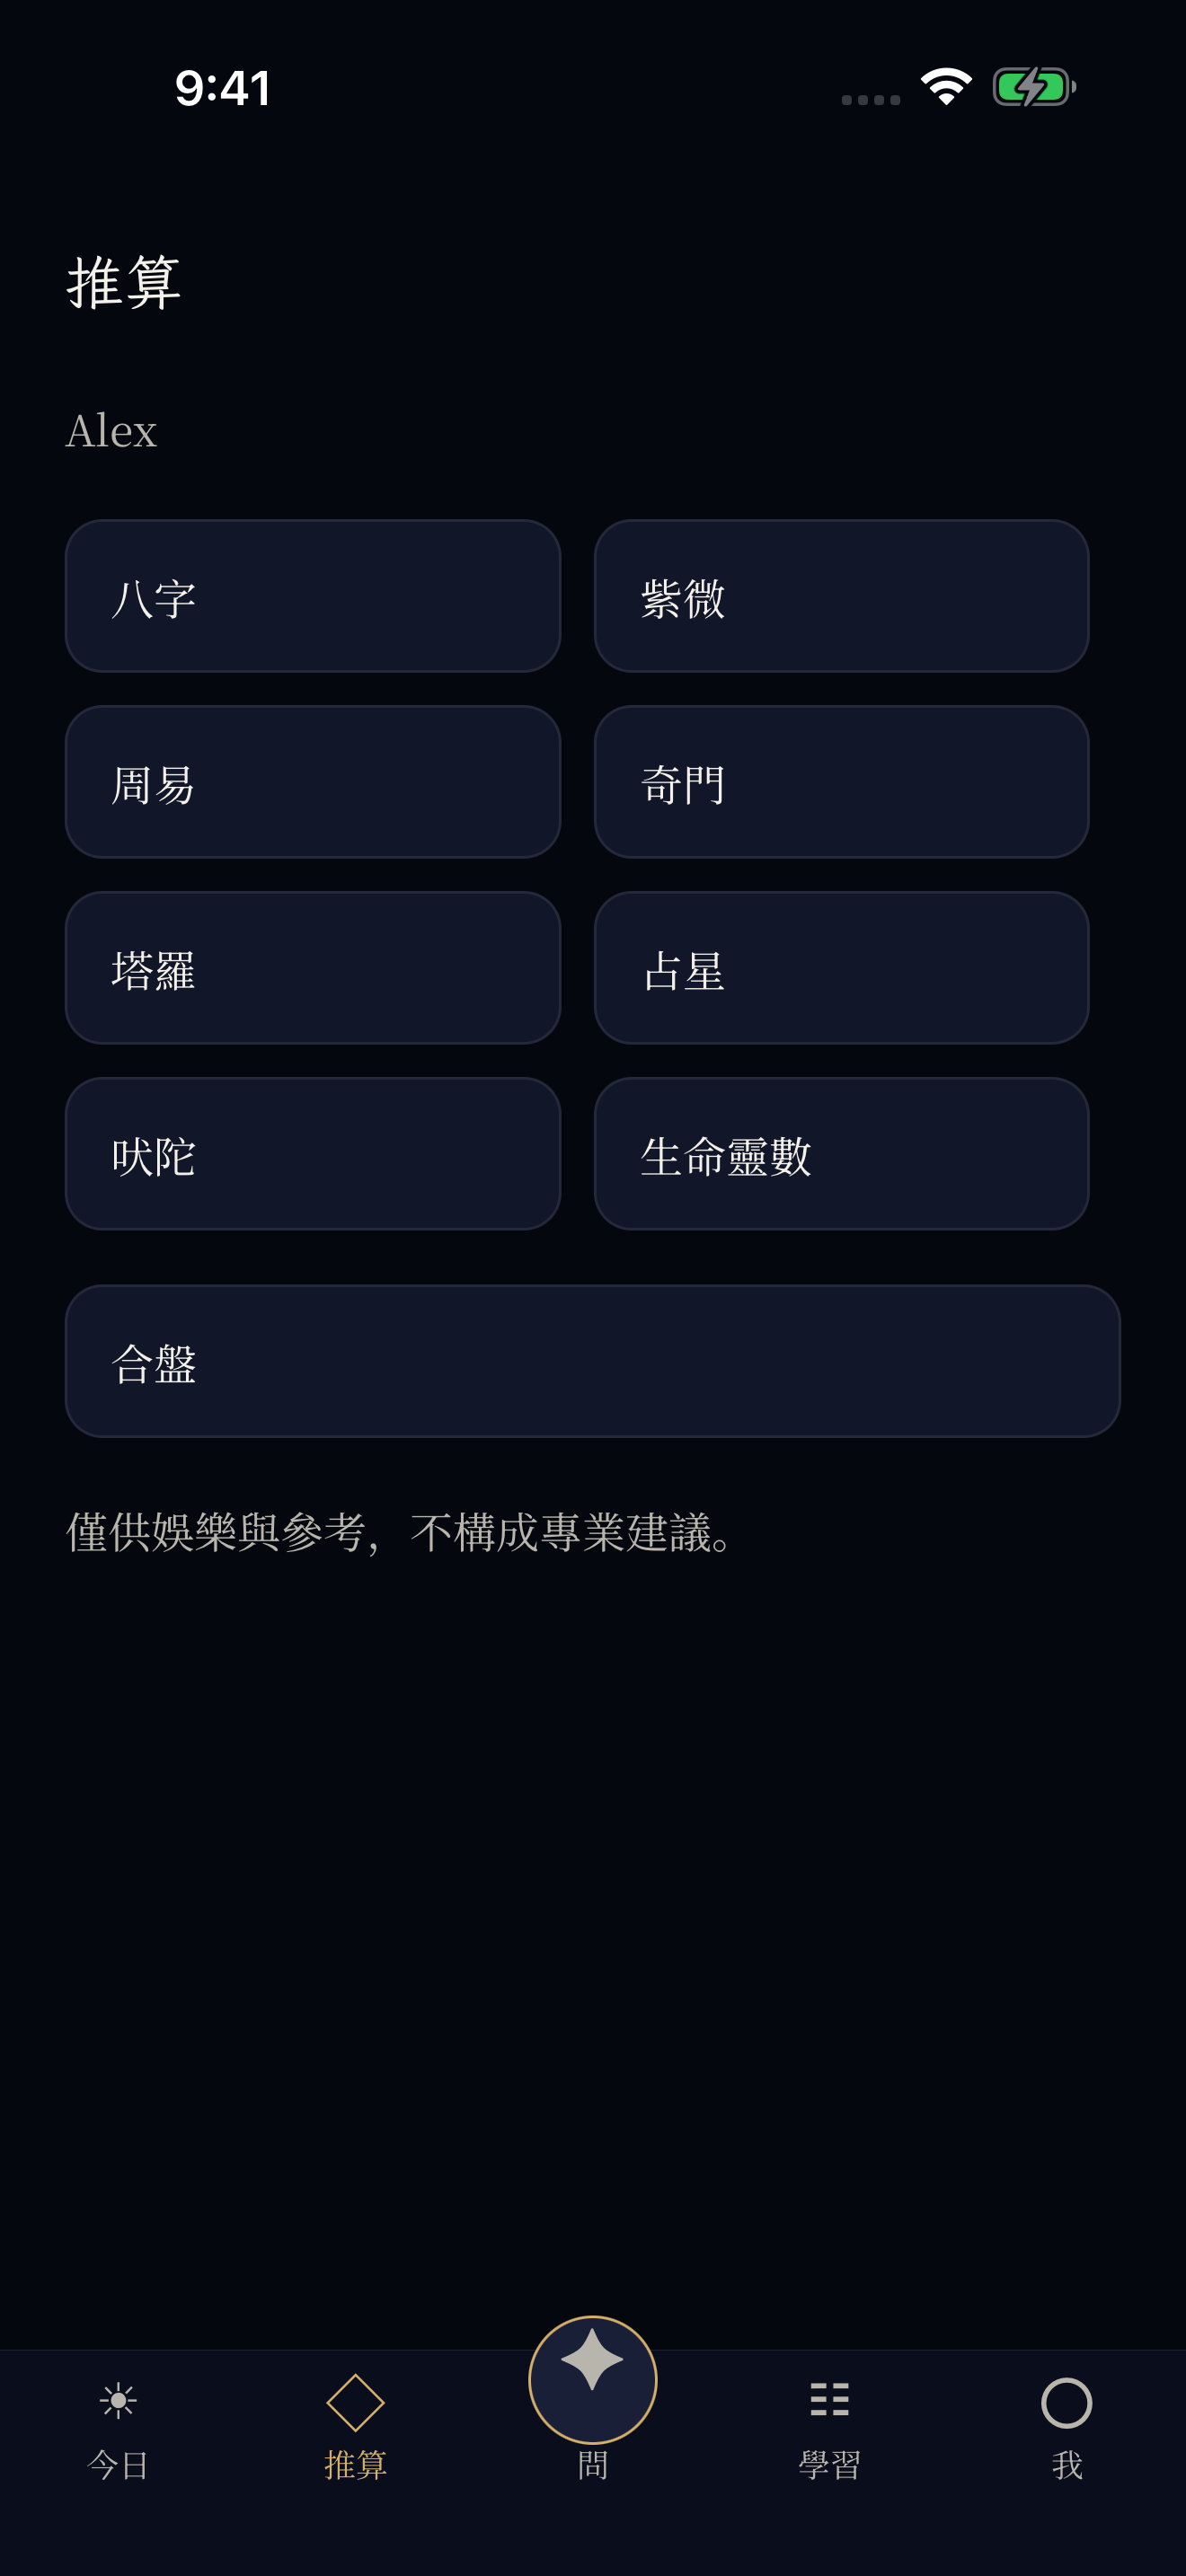 9:41
推算
Alex
八字
紫微
周易
奇門
塔羅
占星
吠陀
生命靈數
合盤
僅供娛樂與參考，不構成專業建議。
今日
推算
問
學習
我